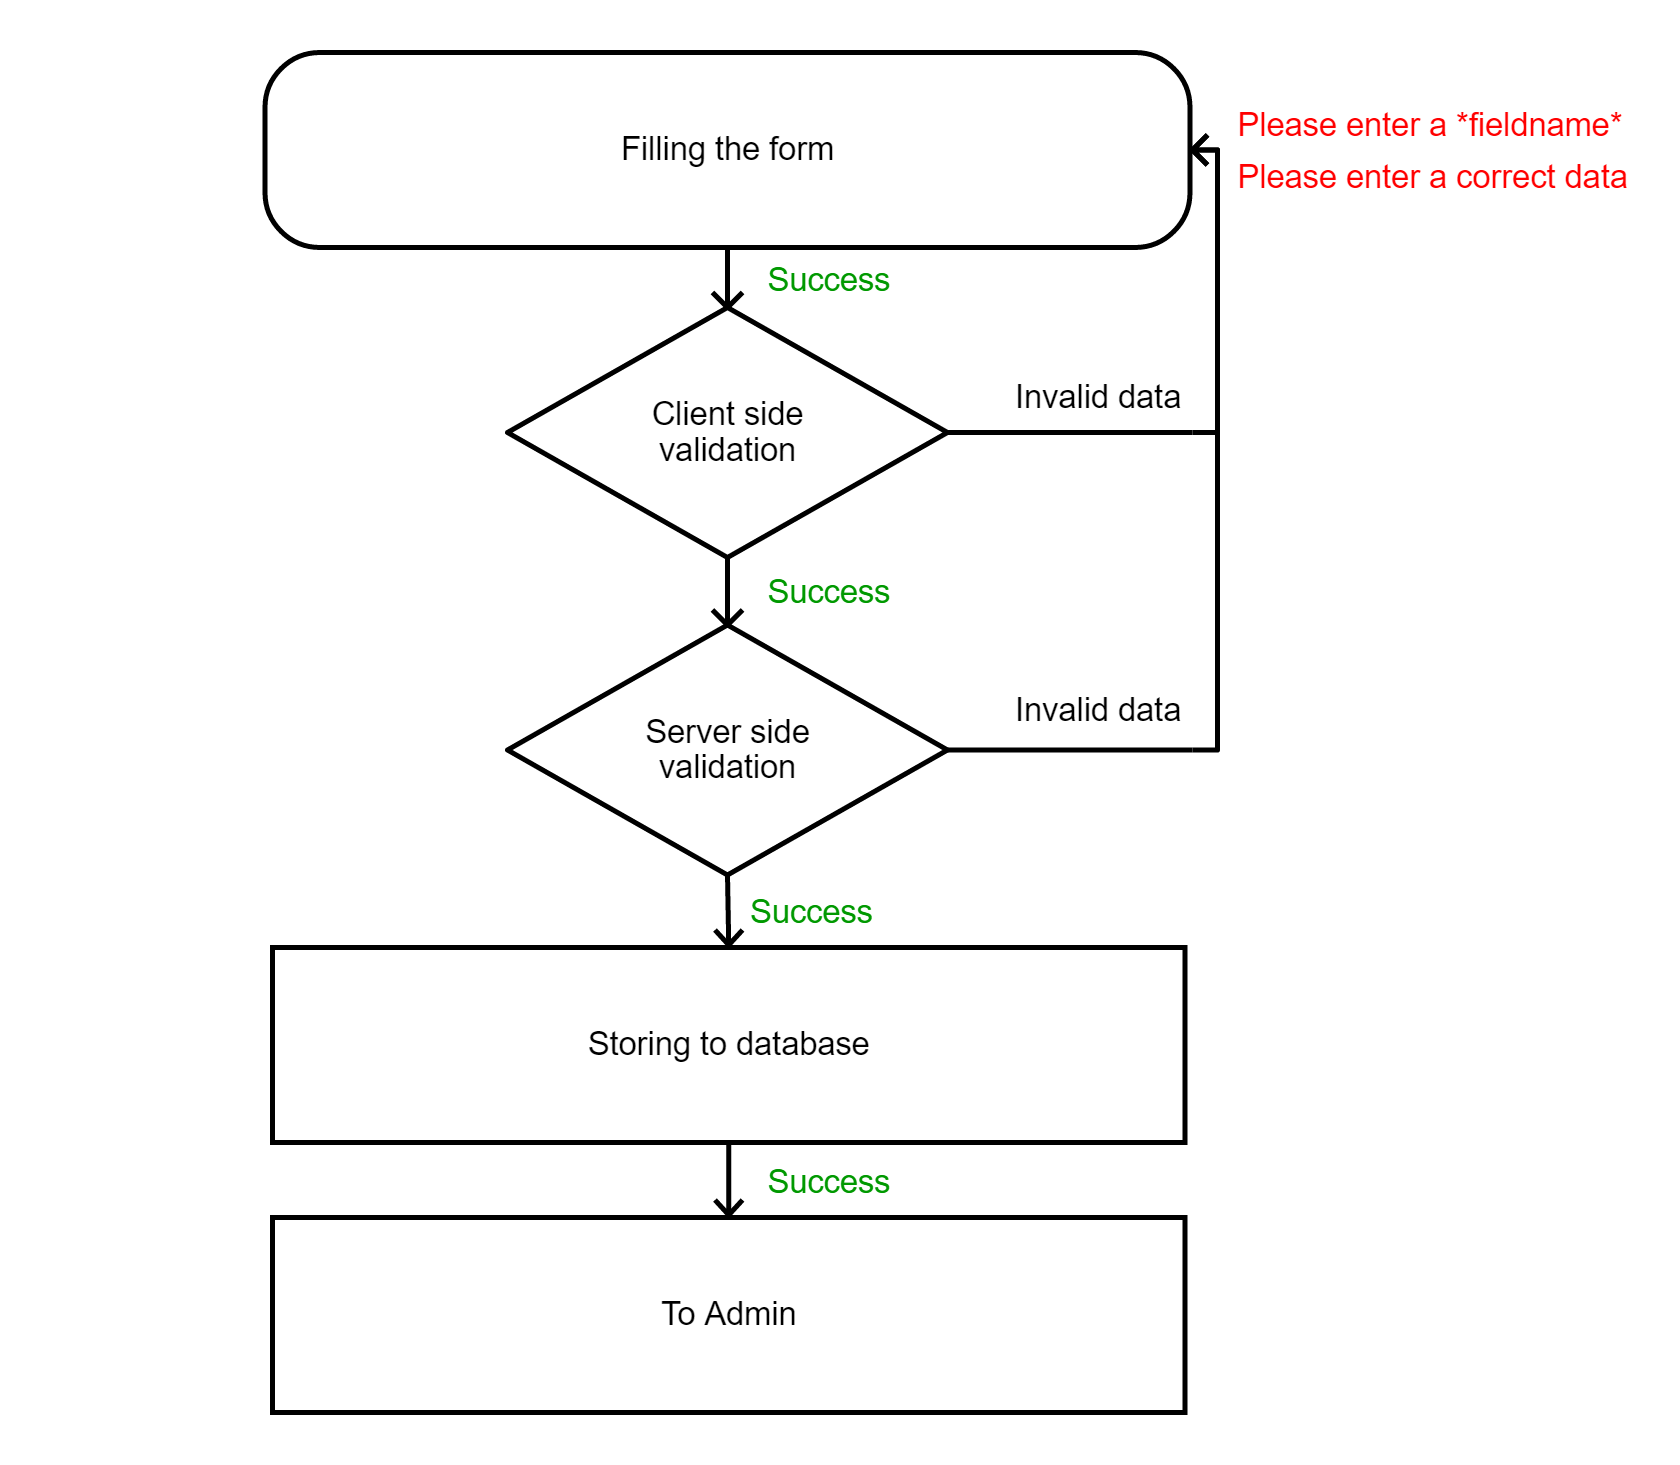 Filling the form
Please enter a *fieldname*
Please enter a correct data
Success
Client side
validation
Invalid data
Success
Server side
validation
Invalid data
Success
Storing to database
Success
To Admin